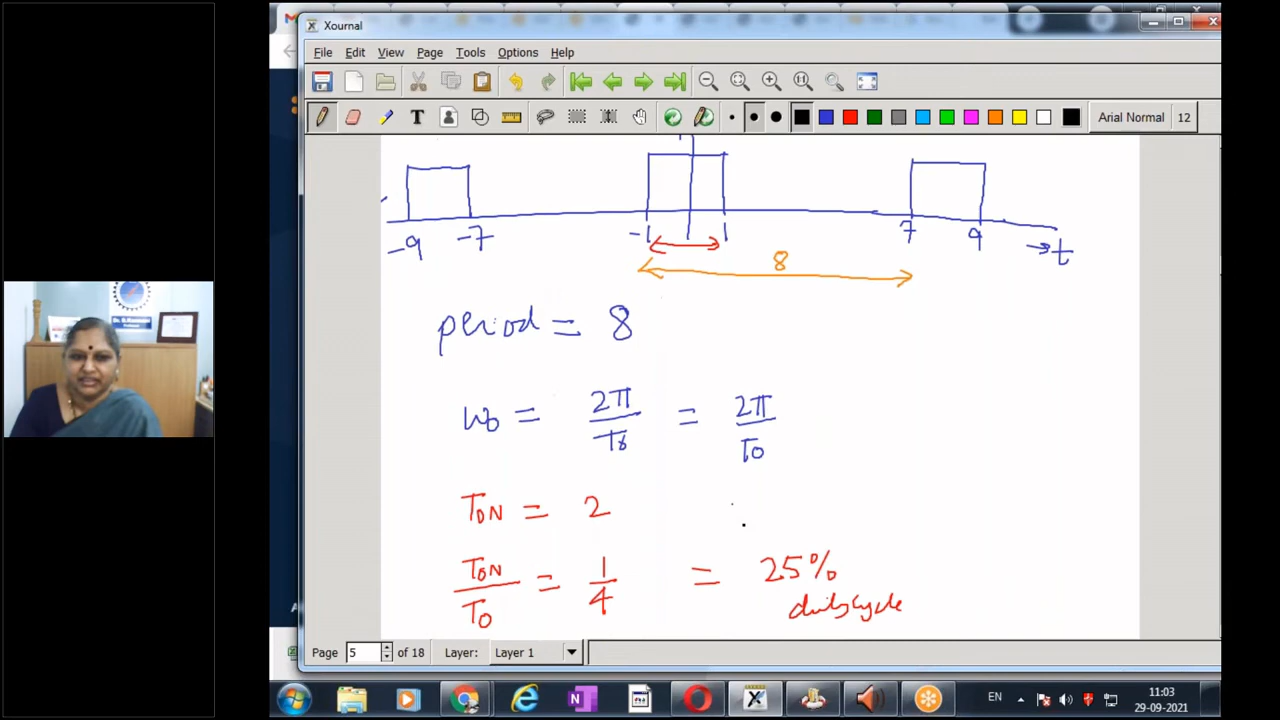 Xournal
File Edit View Page Tools Options Help
T Arial Normal 12
-9 -7 -1 1 7 9 → t
8
period = 8
ω0 = 2π/T0 = 2π/T0
TON = 2
TON/T0 = 1/4 = 25%
duty cycle
Page 5 of 18 Layer: Layer 1
EN 11:03
29-09-2021